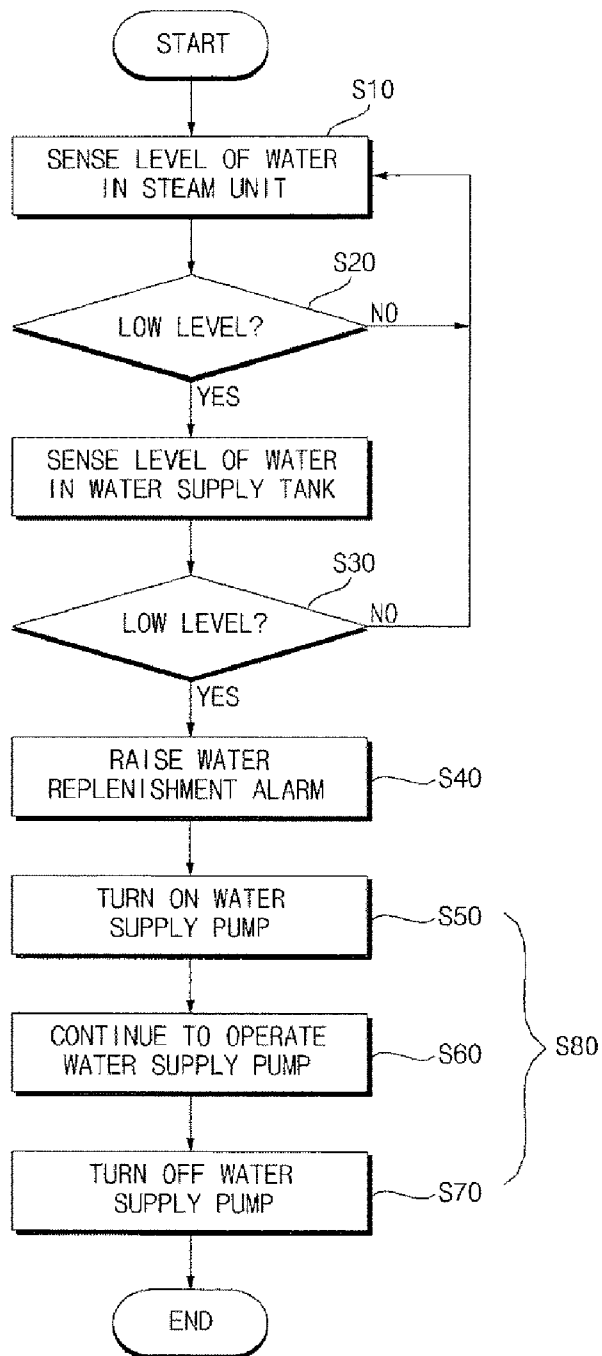 START
S10
SENSE LEVEL OF WATER
IN STEAM UNIT
S20
LOW LEVEL?
NO
YES
SENSE LEVEL OF WATER
IN WATER SUPPLY TANK
S30
LOW LEVEL?
NO
YES
RAISE WATER
REPLENISHMENT ALARM
S40
TURN ON WATER
SUPPLY PUMP
S50
CONTINUE TO OPERATE
WATER SUPPLY PUMP
S60
S80
TURN OFF WATER
SUPPLY PUMP
S70
END